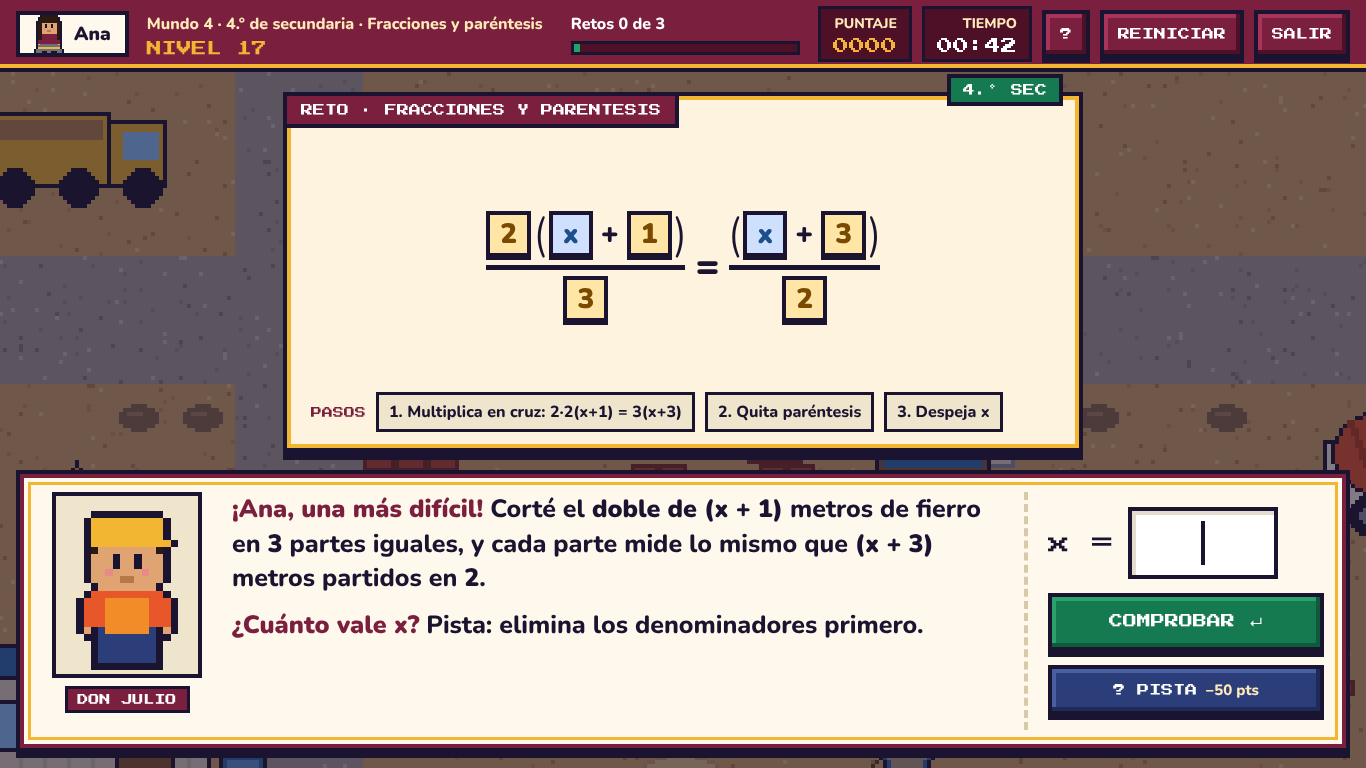 Ana
Mundo 4 · 4.º de secundaria · Fracciones y paréntesis
NIVEL 17
Retos 0 de 3
PUNTAJE
0000
TIEMPO
00:42
?
REINICIAR
SALIR
RETO · FRACCIONES Y PARENTESIS
4.° SEC
2(x + 1) = (x + 3)
3 2
PASOS
1. Multiplica en cruz: 2·2(x+1) = 3(x+3)
2. Quita paréntesis
3. Despeja x
¡Ana, una más difícil! Corté el doble de (x + 1) metros de fierro
en 3 partes iguales, y cada parte mide lo mismo que (x + 3)
metros partidos en 2.
¿Cuánto vale x? Pista: elimina los denominadores primero.
DON JULIO
x =
COMPROBAR ↵
? PISTA −50 pts